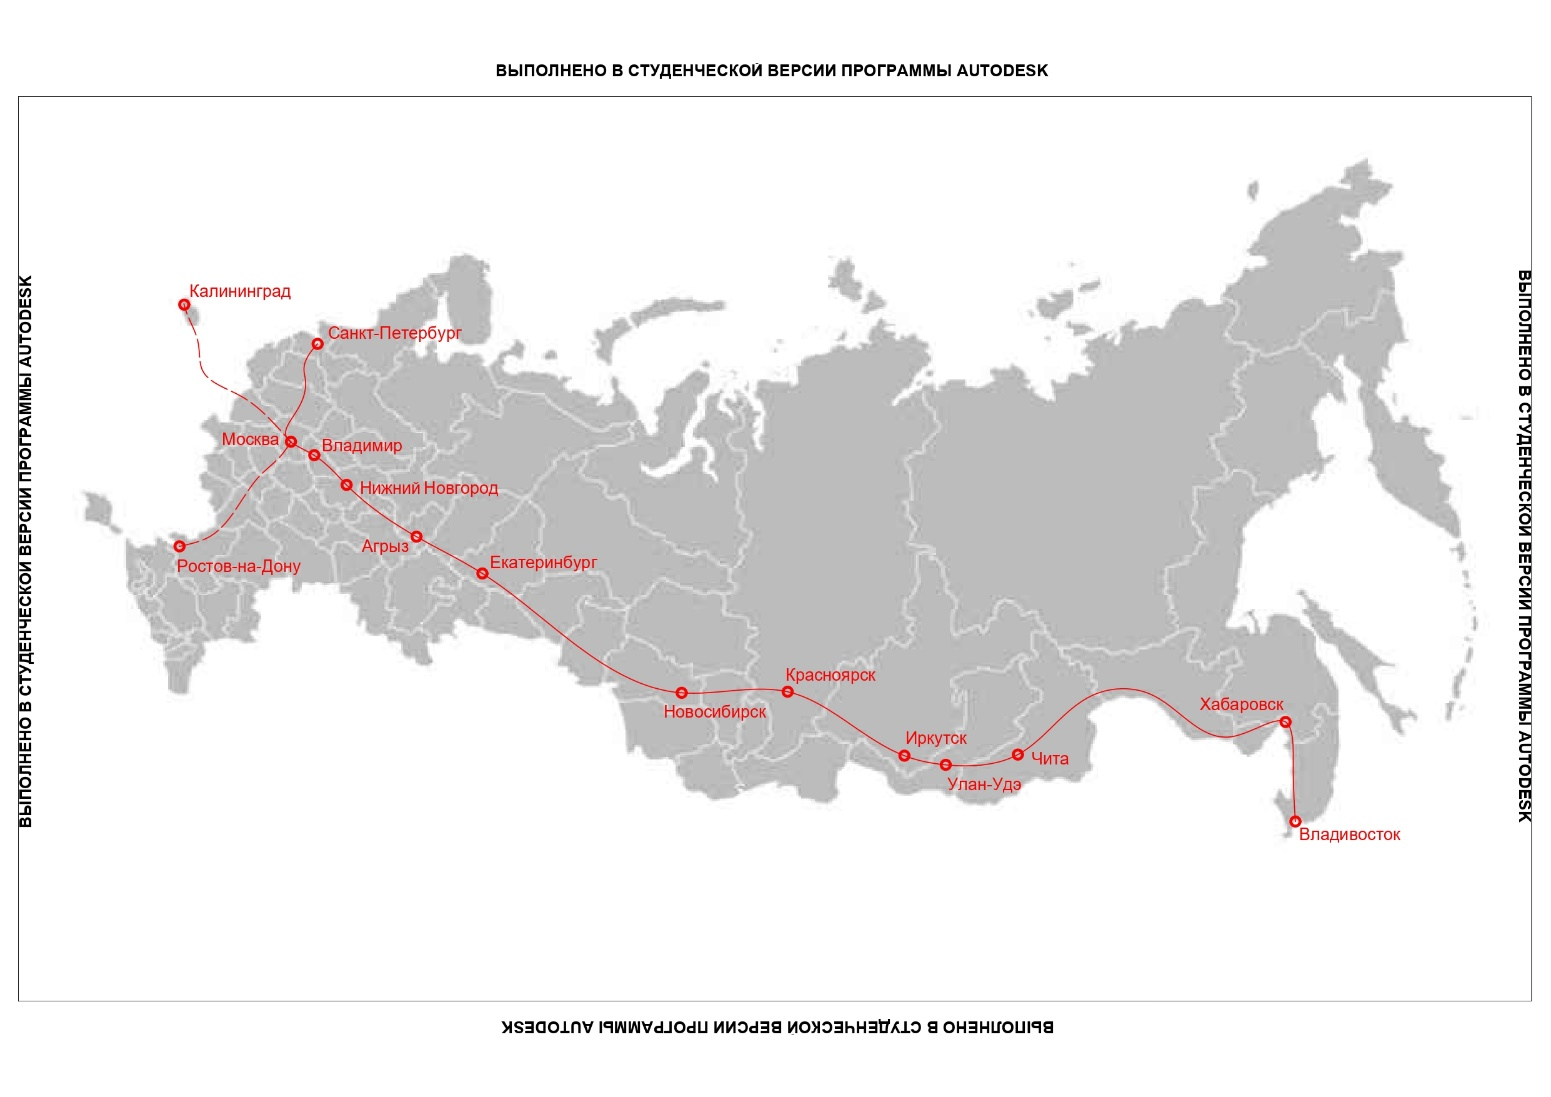 ВЫПОЛНЕНО В СТУДЕНЧЕСКОЙ ВЕРСИИ ПРОГРАММЫ AUTODESK
ВЫПОЛНЕНО В СТУДЕНЧЕСКОЙ ВЕРСИИ ПРОГРАММЫ AUTODESK
ВЫПОЛНЕНО В СТУДЕНЧЕСКОЙ ВЕРСИИ ПРОГРАММЫ AUTODESK
Калининград
Санкт-Петербург
Москва
Владимир
Нижний Новгород
Агрыз
Екатеринбург
Ростов-на-Дону
Красноярск
Новосибирск
Иркутск
Улан-Удэ
Чита
Хабаровск
Владивосток
ВЫПОЛНЕНО В СТУДЕНЧЕСКОЙ ВЕРСИИ ПРОГРАММЫ AUTODESK